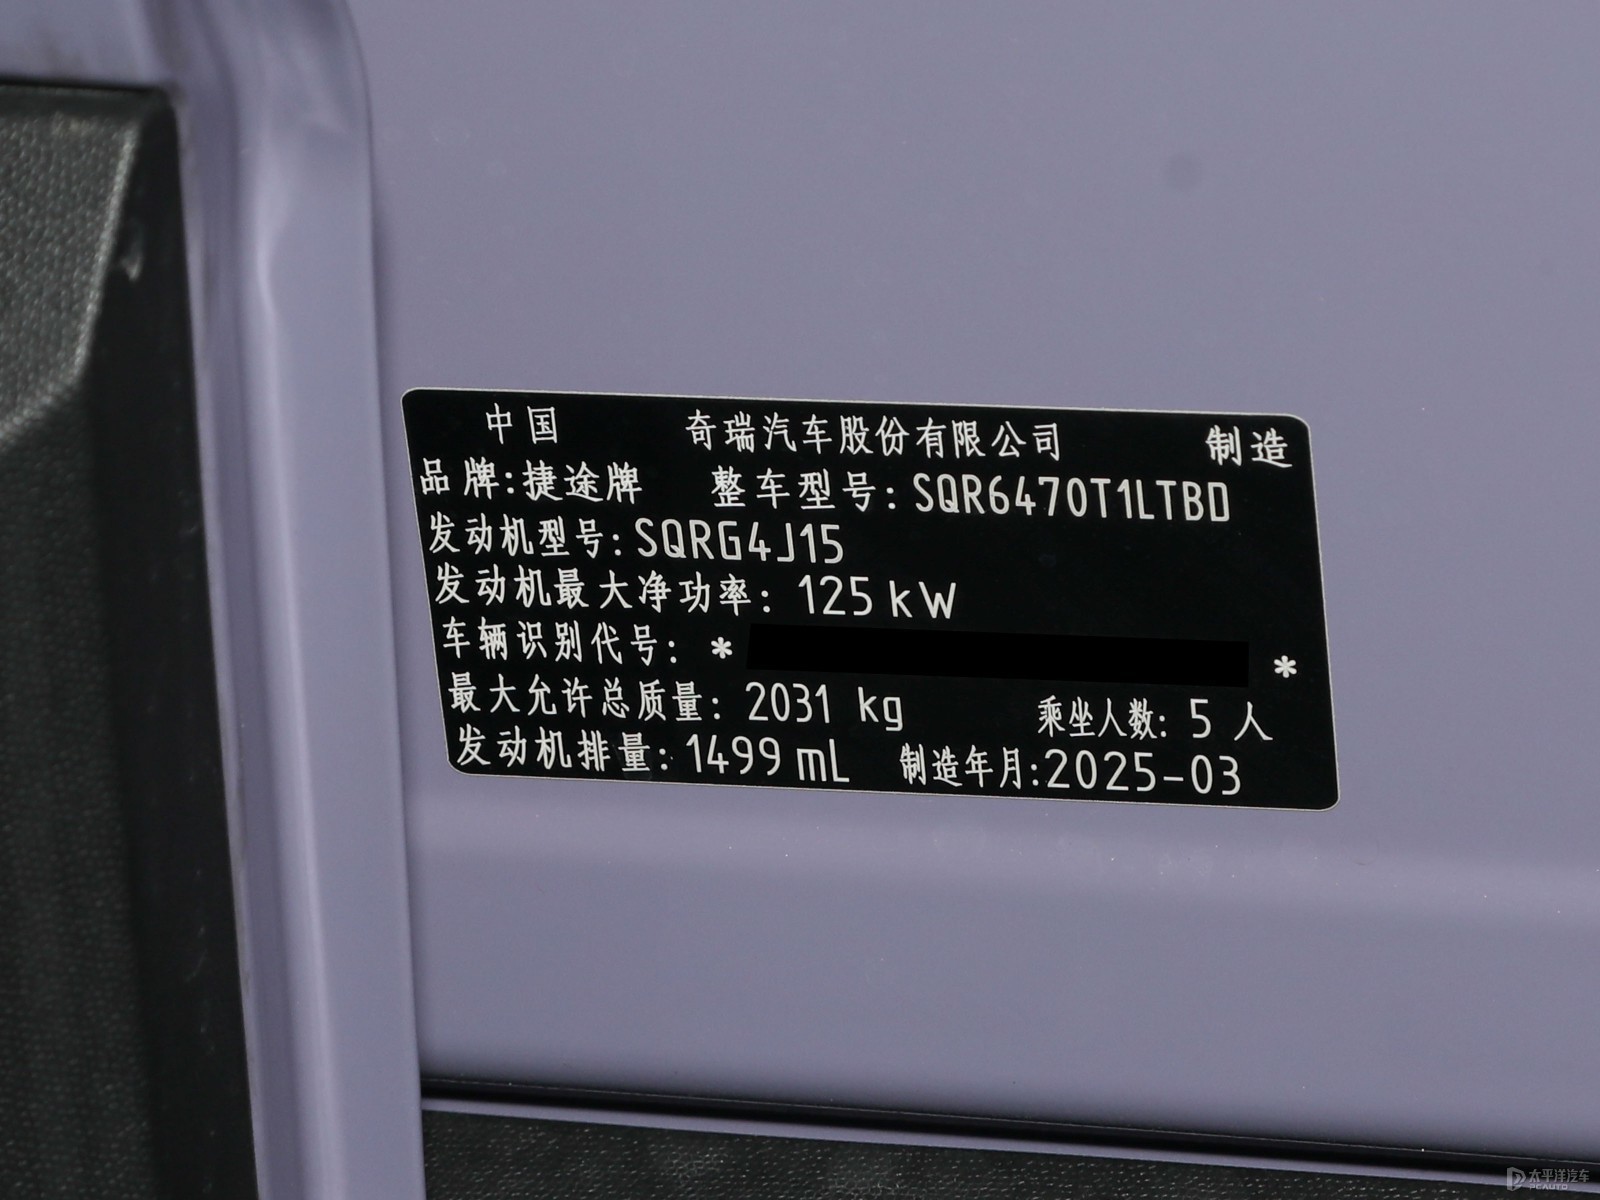 中国 奇瑞汽车股份有限公司 制造
品牌:捷途牌 整车型号:SQR6470T1LTBD
发动机型号:SQRG4J15
发动机最大净功率: 125 kW
车辆识别代号: * *
最大允许总质量: 2031 kg 乘坐人数: 5 人
发动机排量: 1499 mL 制造年月:2025-03
太平洋汽车
PCAUTO